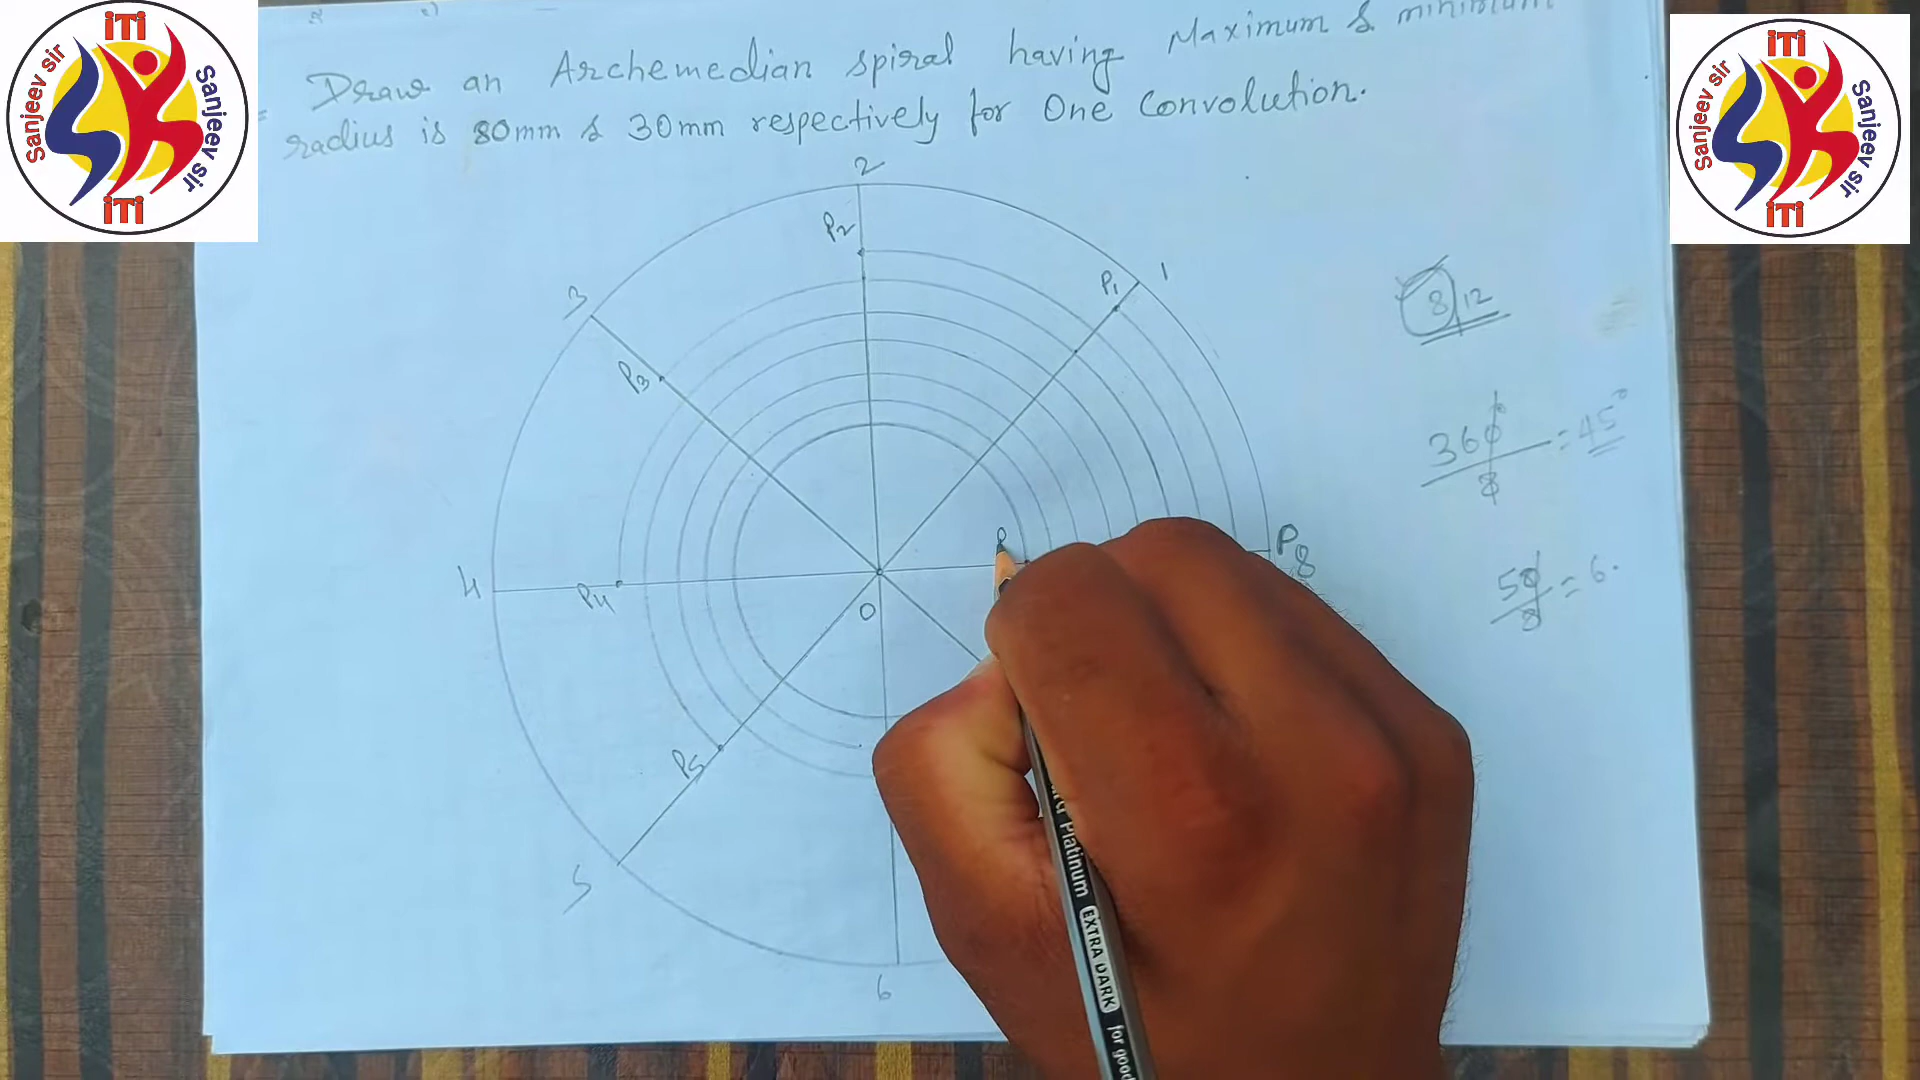 Draw an Archemedian spiral having Maximum & minimum
radius is 80mm & 30mm respectively for One Convolution.
iTi
Sanjeev sir
Sanjeev sir
iTi
iTi
Sanjeev sir
Sanjeev sir
iTi
2
P2
P1
1
3
P3
8 12
360/8 = 45°
P
P8
50/8 = 6.
4
P4
O
P5
5
6
Platinum EXTRA DARK for good